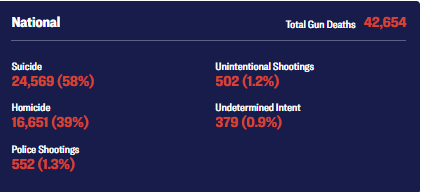 National
Total Gun Deaths 42,654
Suicide
24,569 (58%)
Unintentional Shootings
502 (1.2%)
Homicide
16,651 (39%)
Undetermined Intent
379 (0.9%)
Police Shootings
552 (1.3%)